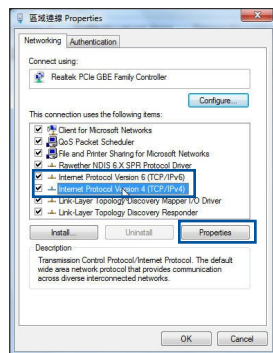 區域連線 Properties
Networking
Authentication
Connect using:
Realtek PCIe GBE Family Controller
Configure...
This connection uses the following items:
Client for Microsoft Networks
QoS Packet Scheduler
File and Printer Sharing for Microsoft Networks
Rawether NDIS 6.X SPR Protocol Driver
Internet Protocol Version 6 (TCP/IPv6)
Internet Protocol Version 4 (TCP/IPv4)
Link-Layer Topology Discovery Mapper I/O Driver
Link-Layer Topology Discovery Responder
Install...
Uninstall
Properties
Description
Transmission Control Protocol/Internet Protocol. The default
wide area network protocol that provides communication
across diverse interconnected networks.
OK
Cancel